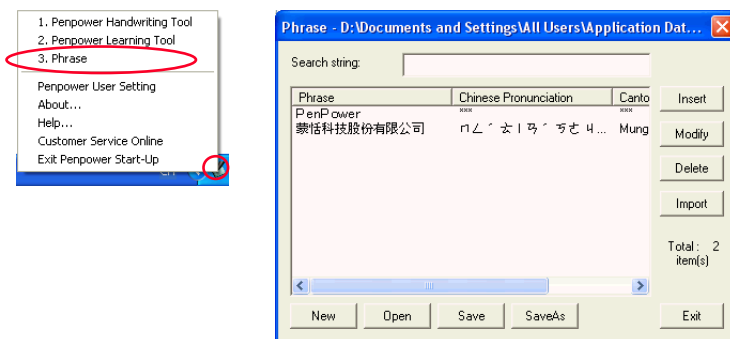 1. Penpower Handwriting Tool
2. Penpower Learning Tool
3. Phrase
Penpower User Setting
About...
Help...
Customer Service Online
Exit Penpower Start-Up
Phrase - D:\Documents and Settings\All Users\Application Dat...
Search string:
Phrase Chinese Pronunciation Canto
PenPower *** ***
蒙恬科技股份有限公司 ㄇㄥˊ ㄊㄧㄢˊ ㄎㄜ ㄐ... Mung
Insert
Modify
Delete
Import
Total: 2
item(s)
New Open Save SaveAs Exit